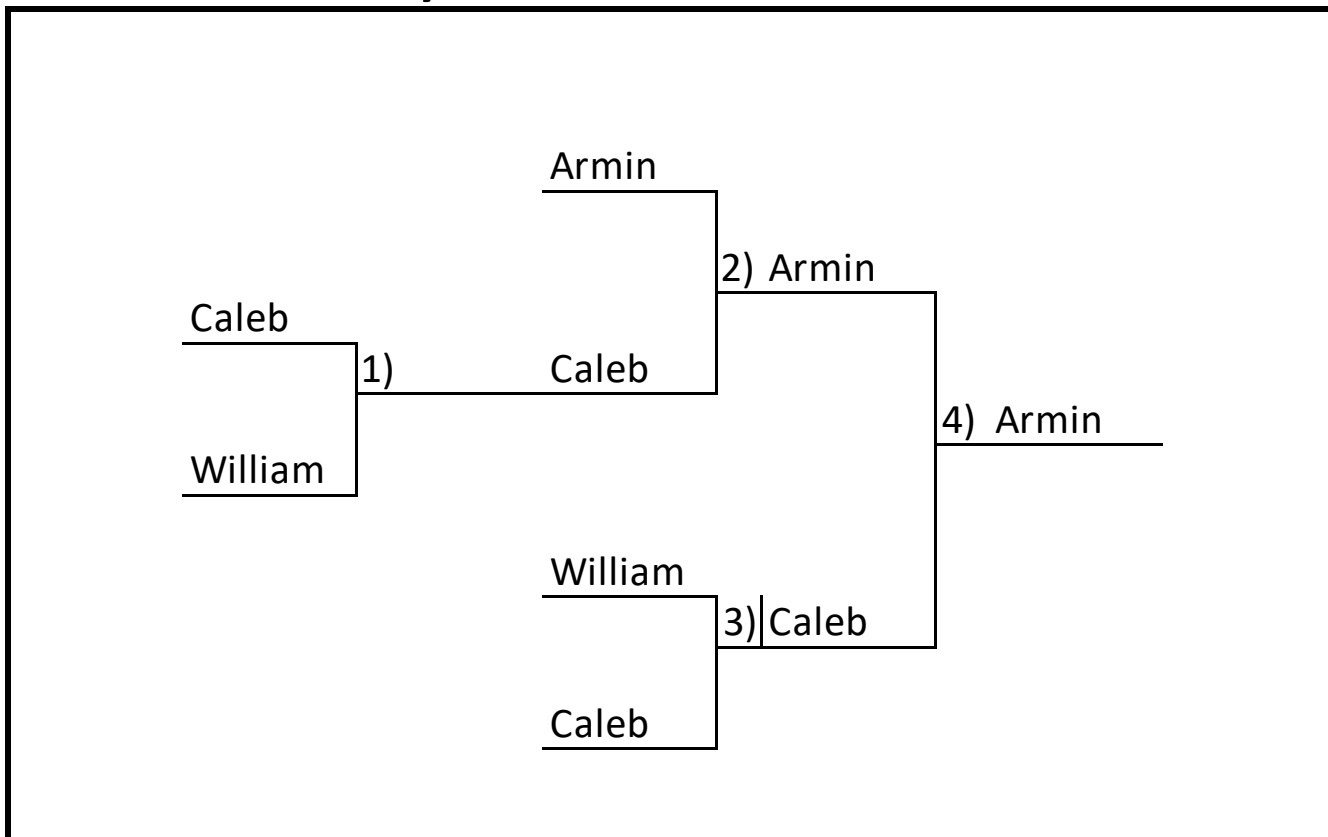 Armin
2) Armin
Caleb
1)
Caleb
4) Armin
William
William
3) Caleb
Caleb